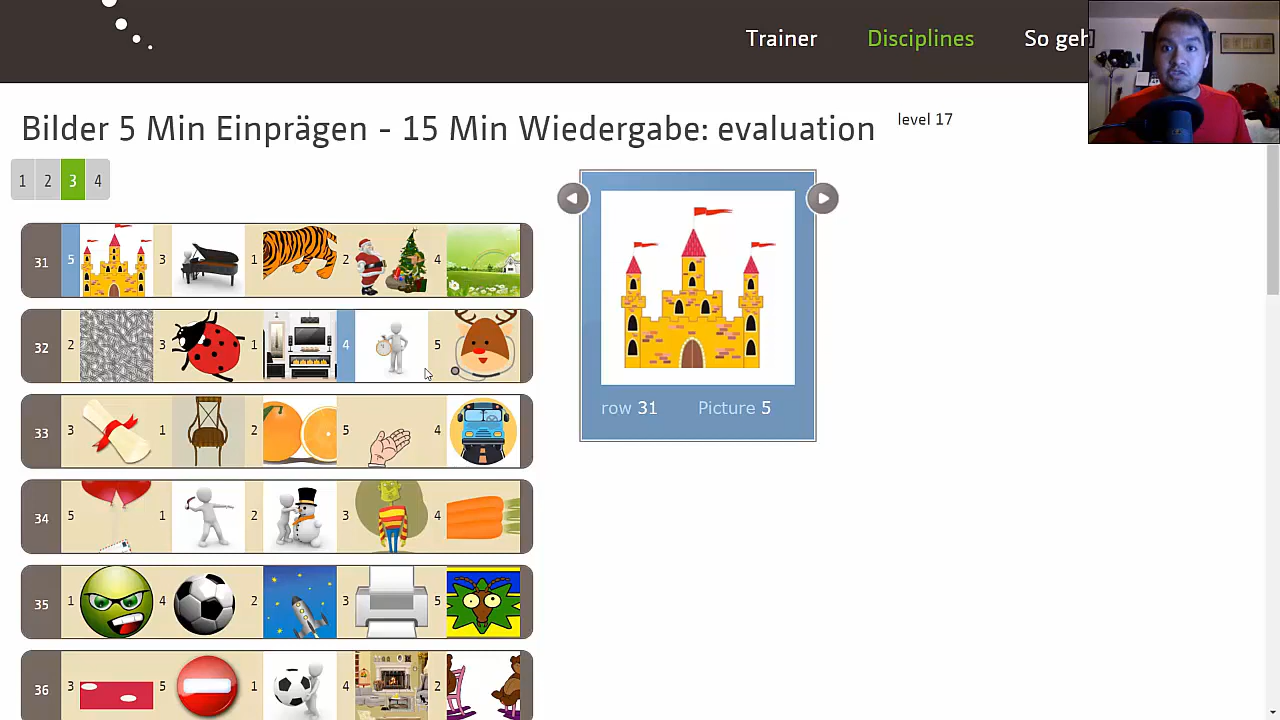 Trainer Disciplines So geh
Bilder 5 Min Einprägen - 15 Min Wiedergabe: evaluation level 17
1 2 3 4
31 5 3 1 2 4
32 2 3 1 4 5
33 3 1 2 5 4
34 5 1 2 3 4
35 1 4 2 3 5
36 3 5 1 4 2
row 31 Picture 5